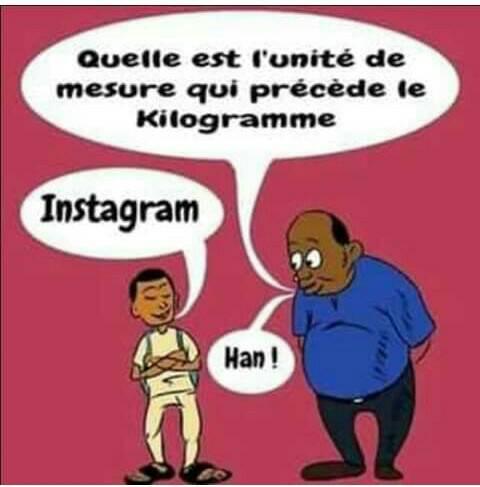 Quelle est l'unité de
mesure qui précède le
Kilogramme
Instagram
Han !